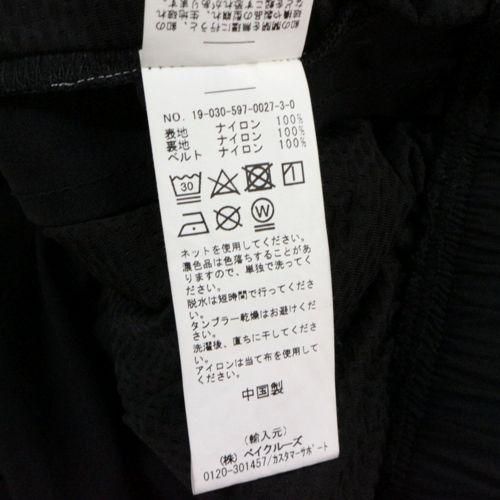 NO. 19-030-597-0027-3-0
表地 ナイロン 100%
裏地 ナイロン 100%
ベルト ナイロン 100%
30
W
ネットを使用してください。
濃色品は色落ちすることがあ
りますので、単独で洗ってく
ださい。
脱水は短時間で行ってください。
タンブラー乾燥はお避けくだ
さい。
洗濯後、直ちに干してくださ
い。
アイロンは当て布を使用して
ください。
中国製
(輸入元)
(株) ベイクルーズ
0120-301457/カスタマーサポート